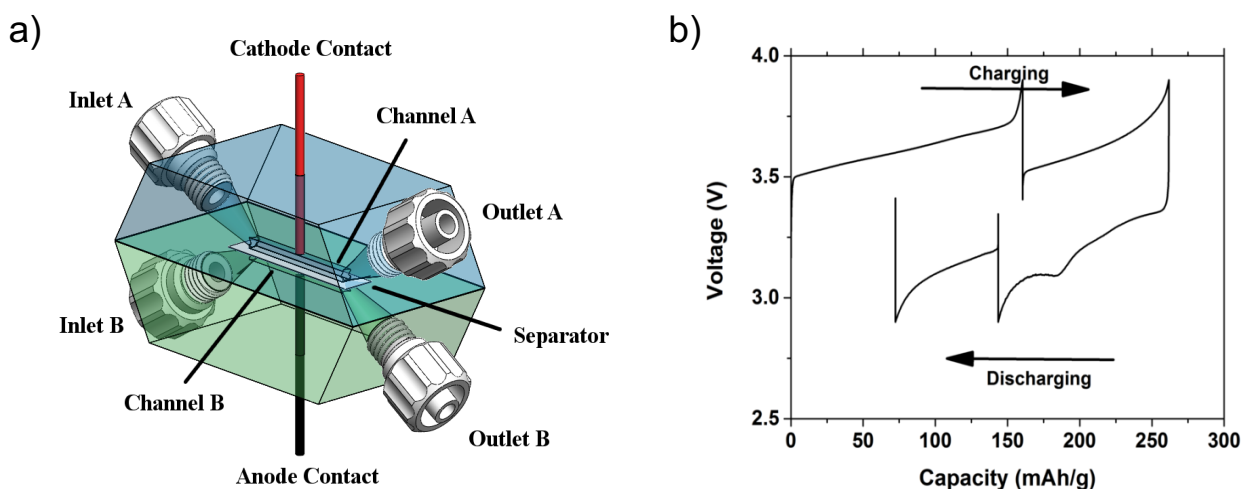 a)
Cathode Contact
Inlet A
Channel A
Outlet A
Inlet B
Separator
Channel B
Outlet B
Anode Contact
b)
4.0
3.5
3.0
2.5
Voltage (V)
Charging
Discharging
0 50 100 150 200 250 300
Capacity (mAh/g)